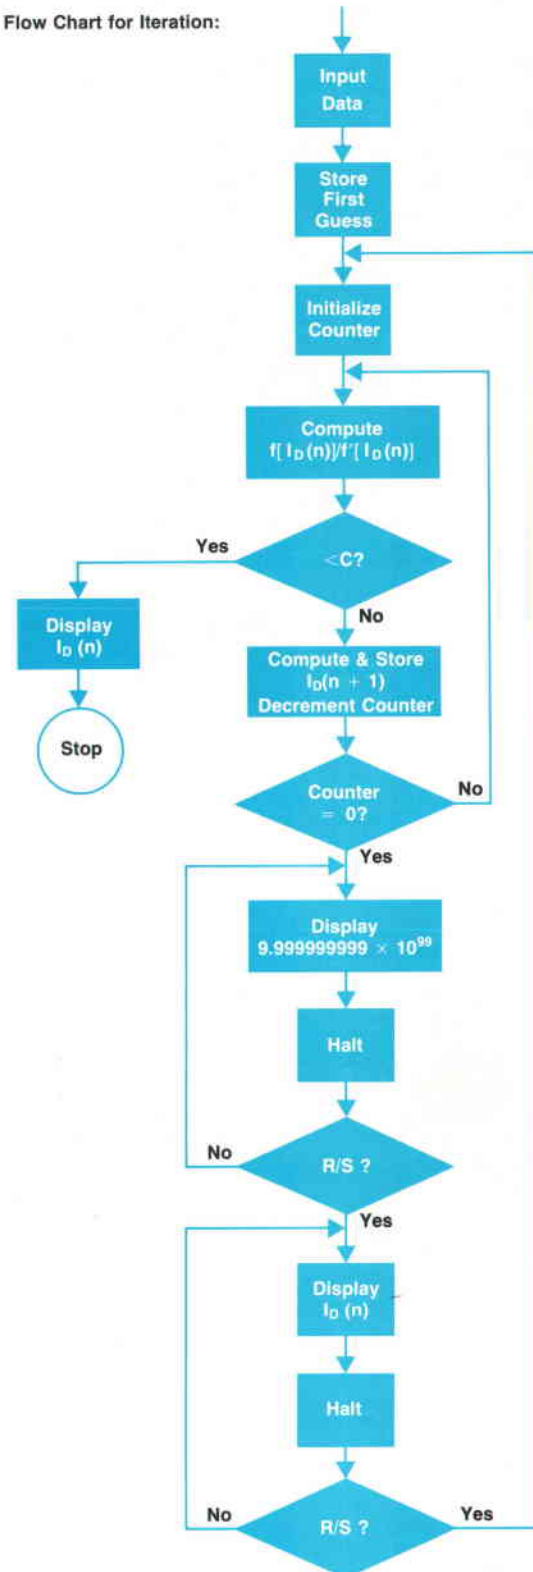 Flow Chart for Iteration:
Input
Data
Store
First
Guess
Initialize
Counter
Compute
f[ I_D (n)]/f'[ I_D (n)]
<C?
Yes
No
Display
I_D (n)
Stop
Compute & Store
I_D(n + 1)
Decrement Counter
Counter
= 0?
No
Yes
Display
9.999999999 × 10^99
Halt
R/S ?
No
Yes
Display
I_D (n)
Halt
R/S ?
No
Yes